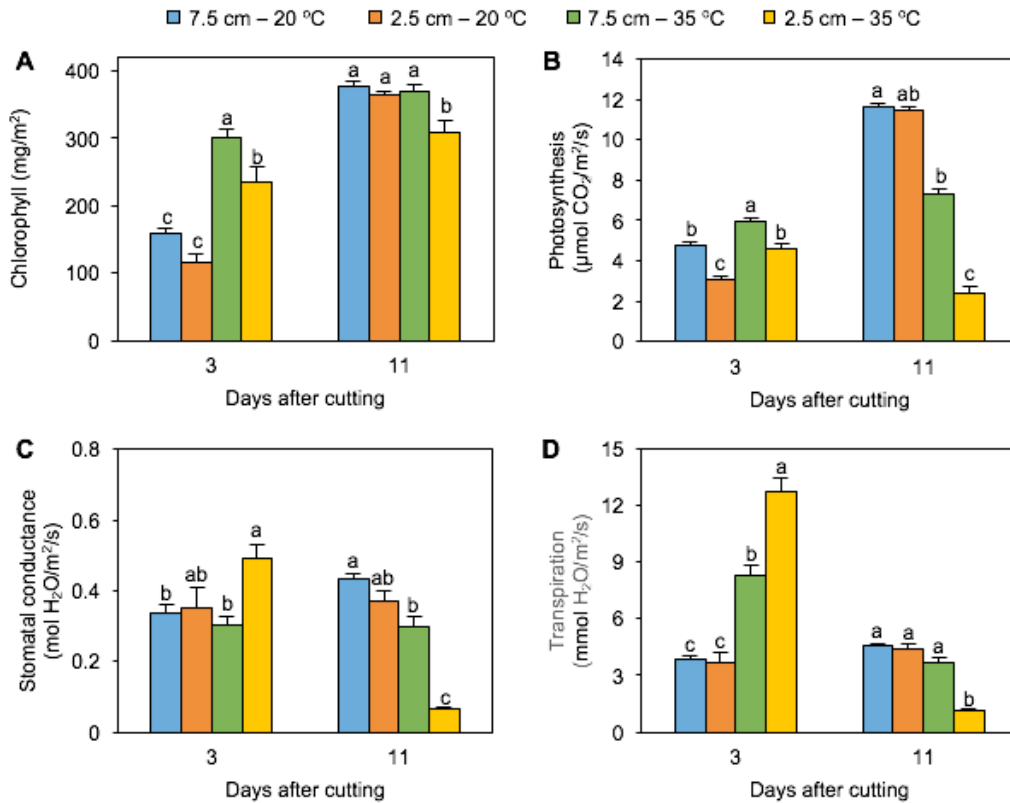 7.5 cm – 20 ºC 2.5 cm – 20 ºC 7.5 cm – 35 ºC 2.5 cm – 35 ºC
A
Chlorophyll (mg/m²)
400
300
200
100
0
c c a b a a a b
3 11
Days after cutting
B
Photosynthesis
(µmol CO₂/m²/s)
14
12
10
8
6
4
2
0
b c a b a ab b c
3 11
Days after cutting
C
Stomatal conductance
(mol H₂O/m²/s)
0.8
0.6
0.4
0.2
0
b ab b a a ab b c
3 11
Days after cutting
D
Transpiration
(mmol H₂O/m²/s)
15
12
9
6
3
0
c c b a a a a b
3 11
Days after cutting